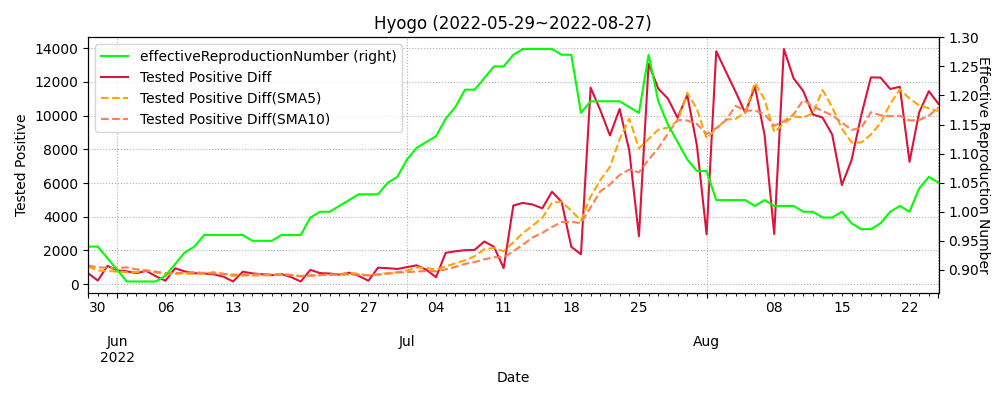 Hyogo (2022-05-29~2022-08-27)
effectiveReproductionNumber (right)
Tested Positive Diff
Tested Positive Diff(SMA5)
Tested Positive Diff(SMA10)
Tested Positive
14000
12000
10000
8000
6000
4000
2000
0
1.30
1.25
1.20
1.15
1.10
1.05
1.00
0.95
0.90
Effective Reproduction Number
30 06 13 20 27 04 11 18 25 08 15 22
Jun Jul Aug
2022
Date